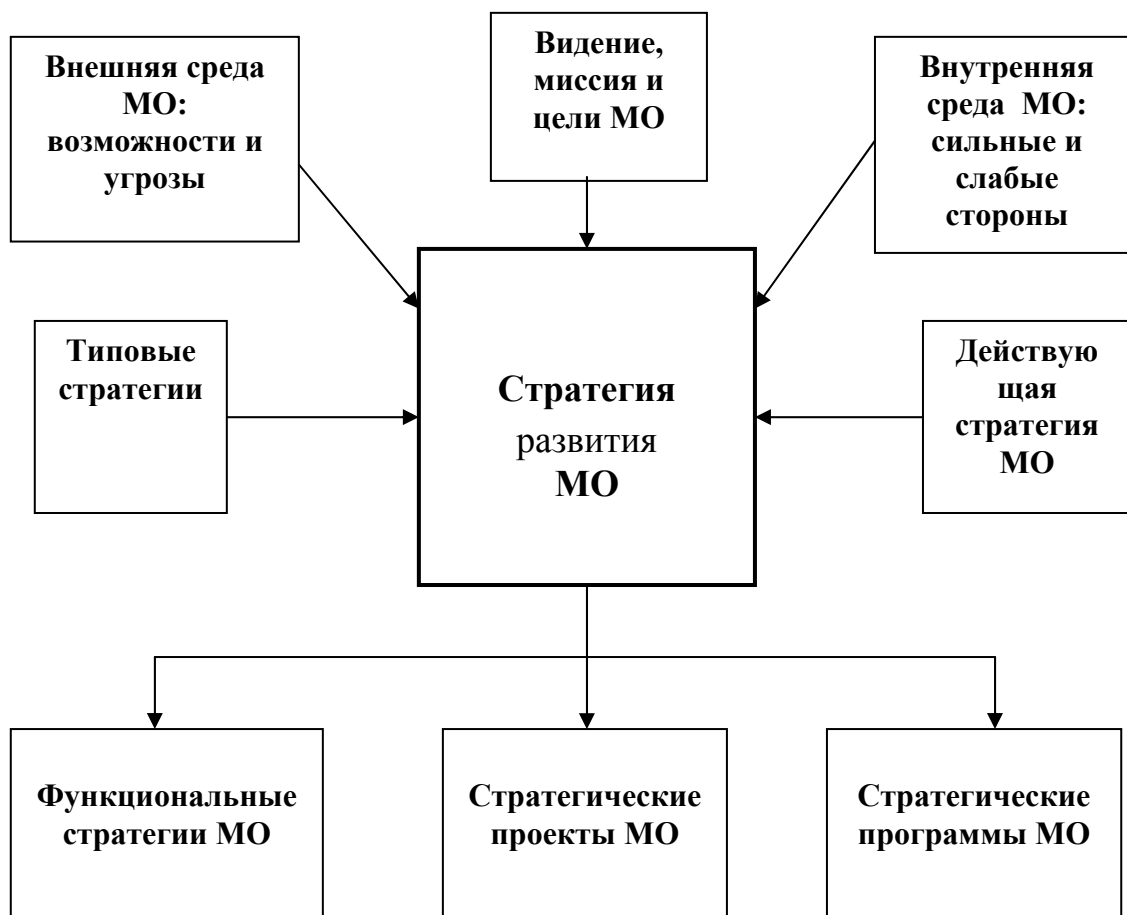 Внешняя среда
МО:
возможности и
угрозы
Видение,
миссия и
цели МО
Внутренняя
среда МО:
сильные и
слабые
стороны
Типовые
стратегии
Стратегия
развития
МО
Действую
щая
стратегия
МО
Функциональные
стратегии МО
Стратегические
проекты МО
Стратегические
программы МО